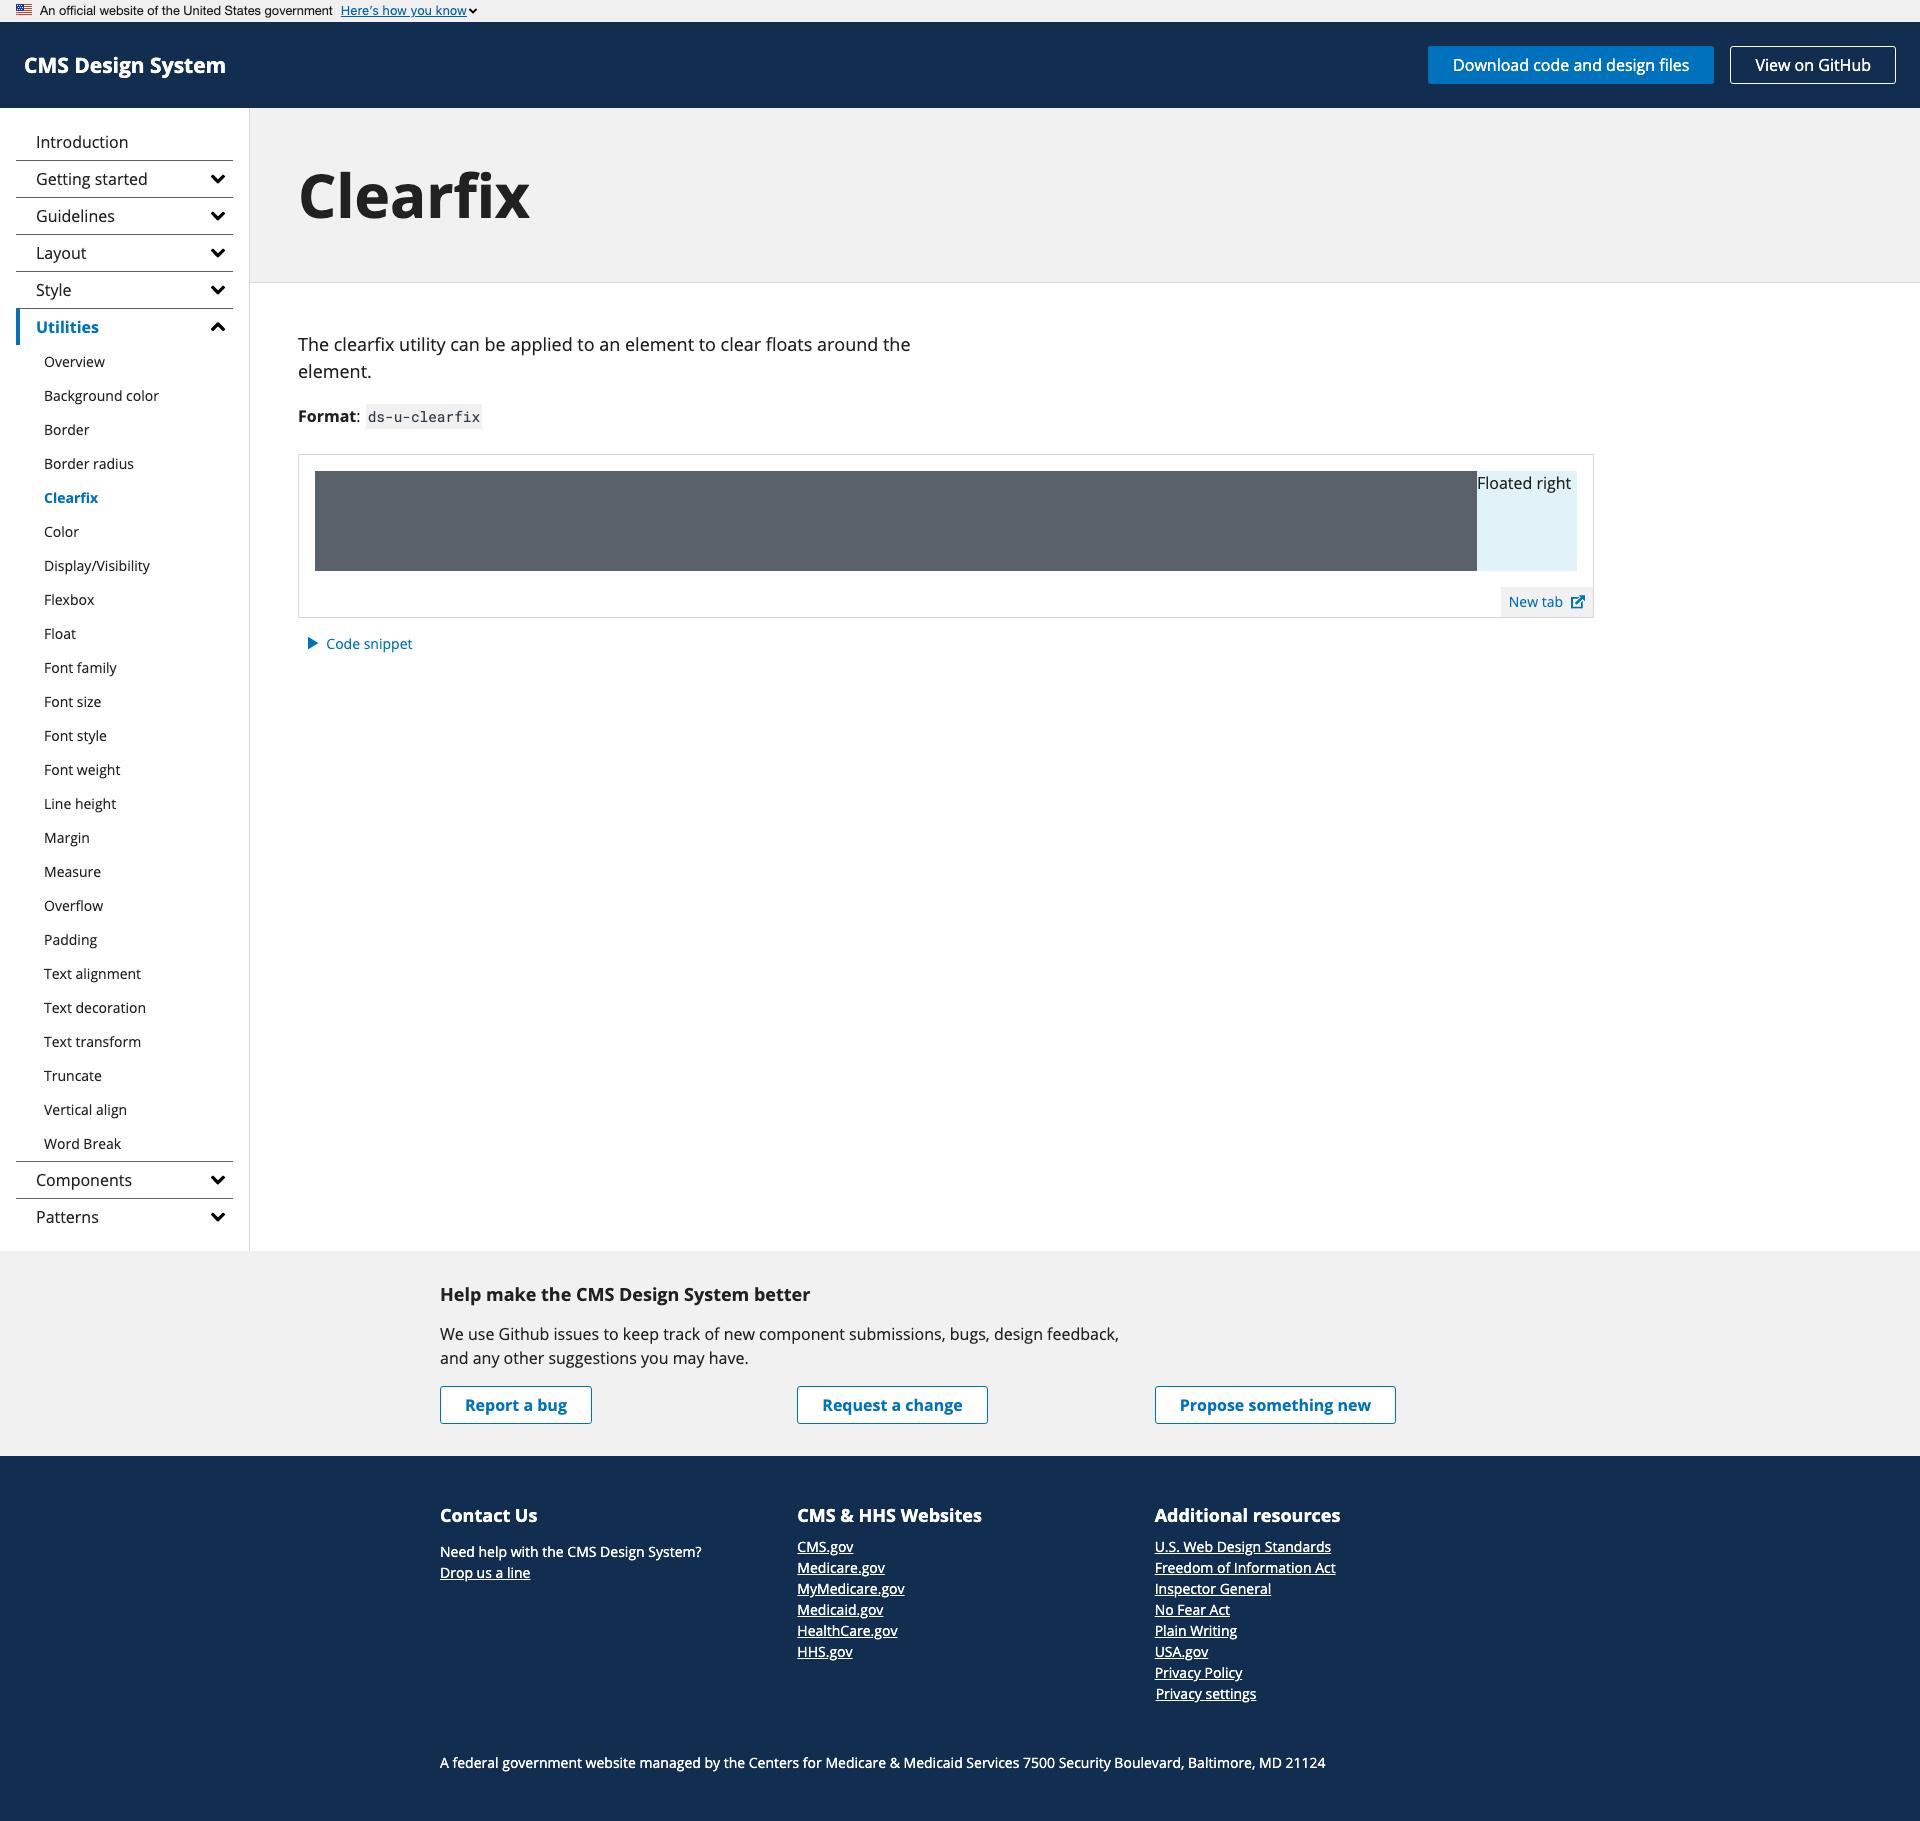 An official website of the United States government Here's how you know
CMS Design System
Download code and design files
View on GitHub
Introduction
Getting started
Guidelines
Layout
Style
Utilities
Overview
Background color
Border
Border radius
Clearfix
Color
Display/Visibility
Flexbox
Float
Font family
Font size
Font style
Font weight
Line height
Margin
Measure
Overflow
Padding
Text alignment
Text decoration
Text transform
Truncate
Vertical align
Word Break
Components
Patterns
Clearfix
The clearfix utility can be applied to an element to clear floats around the
element.
Format: ds-u-clearfix
Floated right
New tab
Code snippet
Help make the CMS Design System better
We use Github issues to keep track of new component submissions, bugs, design feedback,
and any other suggestions you may have.
Report a bug
Request a change
Propose something new
Contact Us
Need help with the CMS Design System?
Drop us a line
CMS & HHS Websites
CMS.gov
Medicare.gov
MyMedicare.gov
Medicaid.gov
HealthCare.gov
HHS.gov
Additional resources
U.S. Web Design Standards
Freedom of Information Act
Inspector General
No Fear Act
Plain Writing
USA.gov
Privacy Policy
Privacy settings
A federal government website managed by the Centers for Medicare & Medicaid Services 7500 Security Boulevard, Baltimore, MD 21124